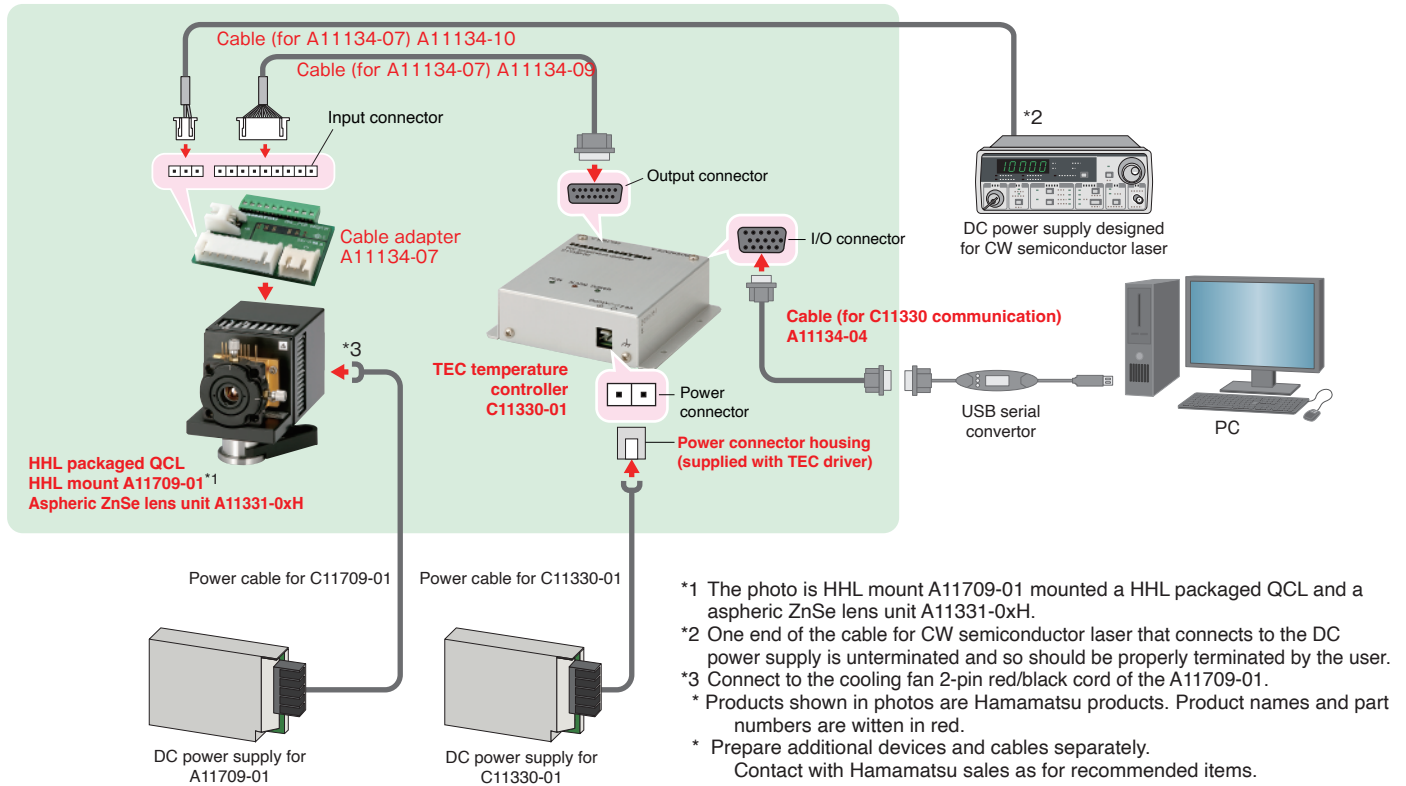 Cable (for A11134-07) A11134-10
Cable (for A11134-07) A11134-09
Input connector
*2
Output connector
10000
DC power supply designed
for CW semiconductor laser
I/O connector
Cable adapter
A11134-07
HAMAMATSU
Cable (for C11330 communication)
A11134-04
*3
TEC temperature
controller
C11330-01
Power
connector
USB serial
convertor
PC
Power connector housing
(supplied with TEC driver)
HHL packaged QCL
HHL mount A11709-01*1
Aspheric ZnSe lens unit A11331-0xH
Power cable for C11709-01
Power cable for C11330-01
*1 The photo is HHL mount A11709-01 mounted a HHL packaged QCL and a
aspheric ZnSe lens unit A11331-0xH.
*2 One end of the cable for CW semiconductor laser that connects to the DC
power supply is unterminated and so should be properly terminated by the user.
*3 Connect to the cooling fan 2-pin red/black cord of the A11709-01.
* Products shown in photos are Hamamatsu products. Product names and part
numbers are witten in red.
* Prepare additional devices and cables separately.
Contact with Hamamatsu sales as for recommended items.
DC power supply for
A11709-01
DC power supply for
C11330-01